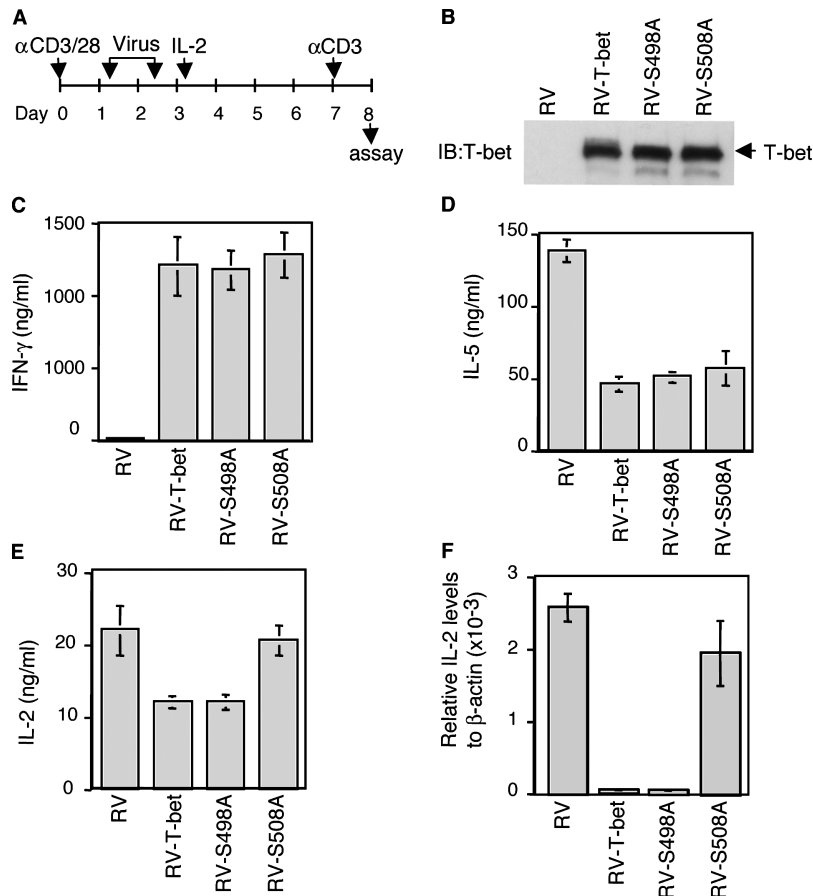 A
αCD3/28 Virus IL-2 αCD3
Day 0 1 2 3 4 5 6 7 8
assay
B
RV RV-T-bet RV-S498A RV-S508A
IB:T-bet T-bet
C
IFN-γ (ng/ml)
1500
1000
1000
0
RV RV-T-bet RV-S498A RV-S508A
D
IL-5 (ng/ml)
150
100
50
0
RV RV-T-bet RV-S498A RV-S508A
E
IL-2 (ng/ml)
30
20
10
0
RV RV-T-bet RV-S498A RV-S508A
F
Relative IL-2 levels
to β-actin (x10-3)
3
2
1
0
RV RV-T-bet RV-S498A RV-S508A